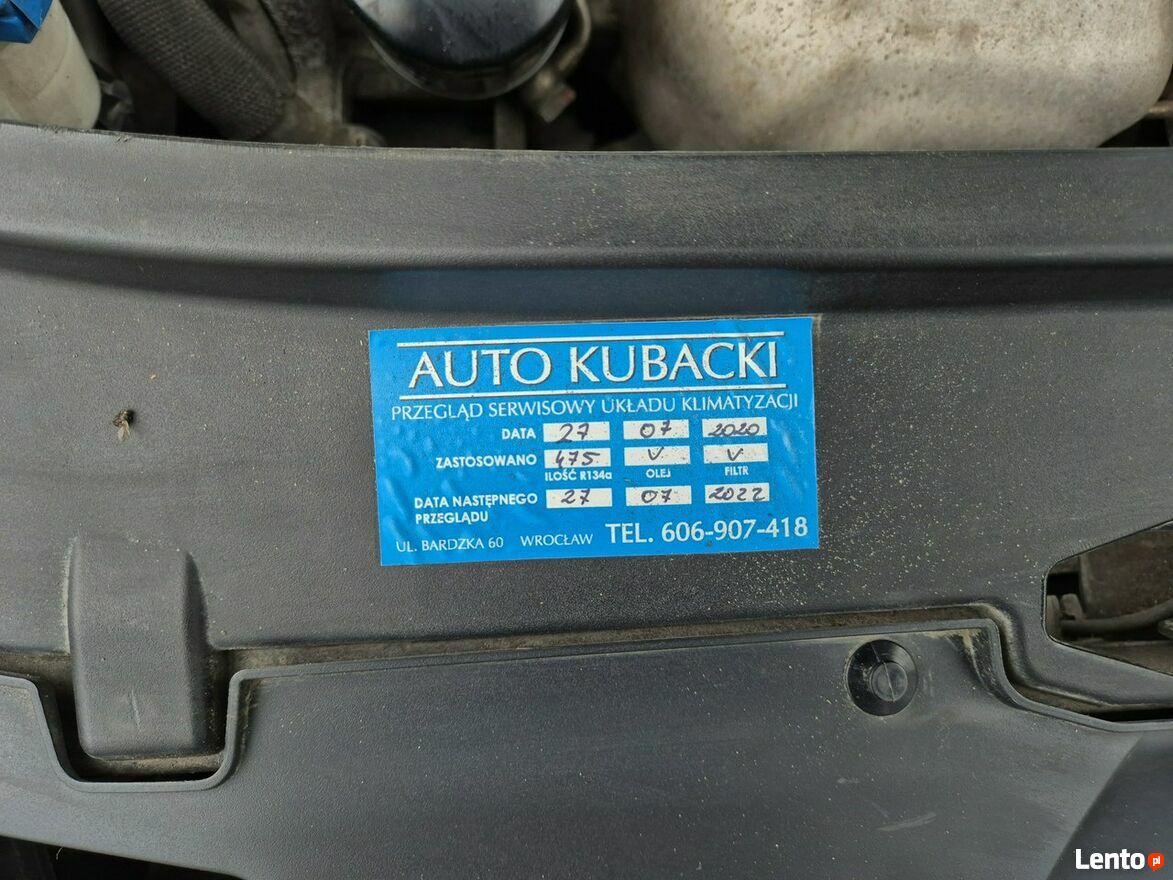 AUTO KUBACKI
PRZEGLĄD SERWISOWY UKŁADU KLIMATYZACJI
DATA 27 07 2020
ZASTOSOWANO 475 V V
ILOŚĆ R134a OLEJ FILTR
DATA NASTĘPNEGO 27 07 2022
PRZEGLĄDU
UL. BARDZKA 60 WROCŁAW TEL. 606-907-418
Lento pl